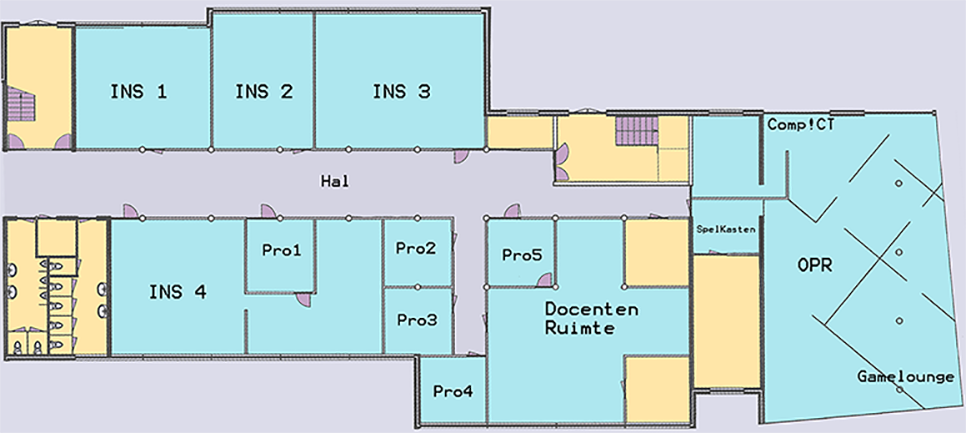 INS 1
INS 2
INS 3
Comp!CT
Hal
SpelKasten
Pro1
Pro2
Pro5
OPR
INS 4
Docenten
Ruimte
Pro3
Gamelounge
Pro4